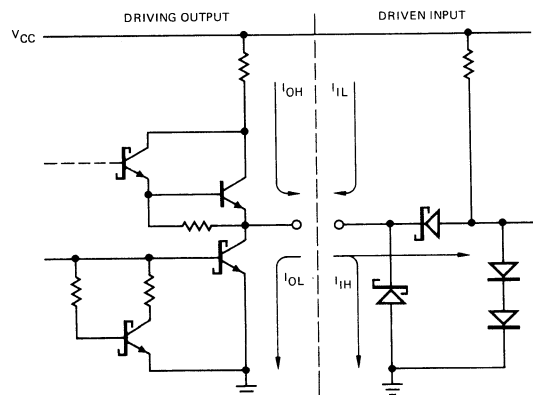 DRIVING OUTPUT
DRIVEN INPUT
VCC
IOH
IIL
IOL
IIH